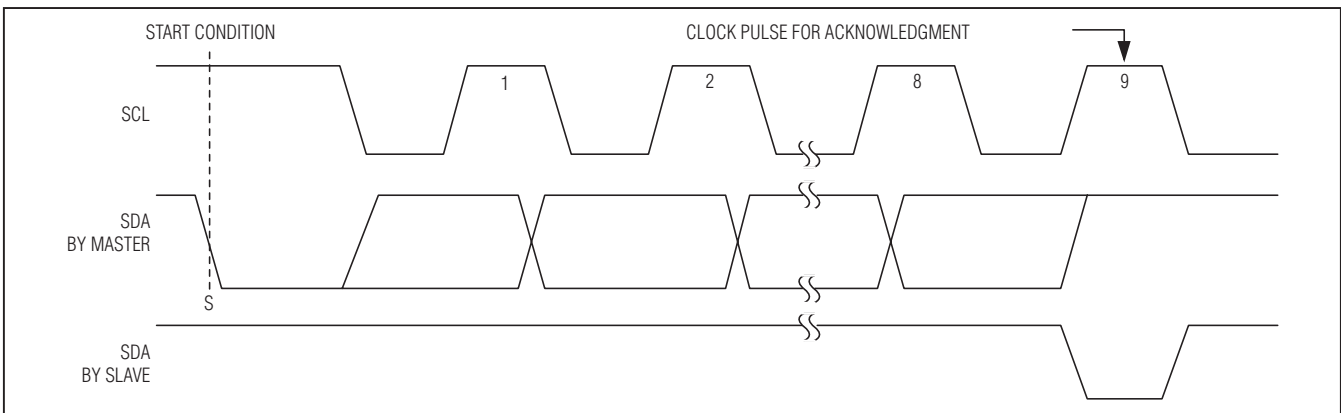 START CONDITION
CLOCK PULSE FOR ACKNOWLEDGMENT
SCL
1
2
8
9
SDA
BY MASTER
S
SDA
BY SLAVE